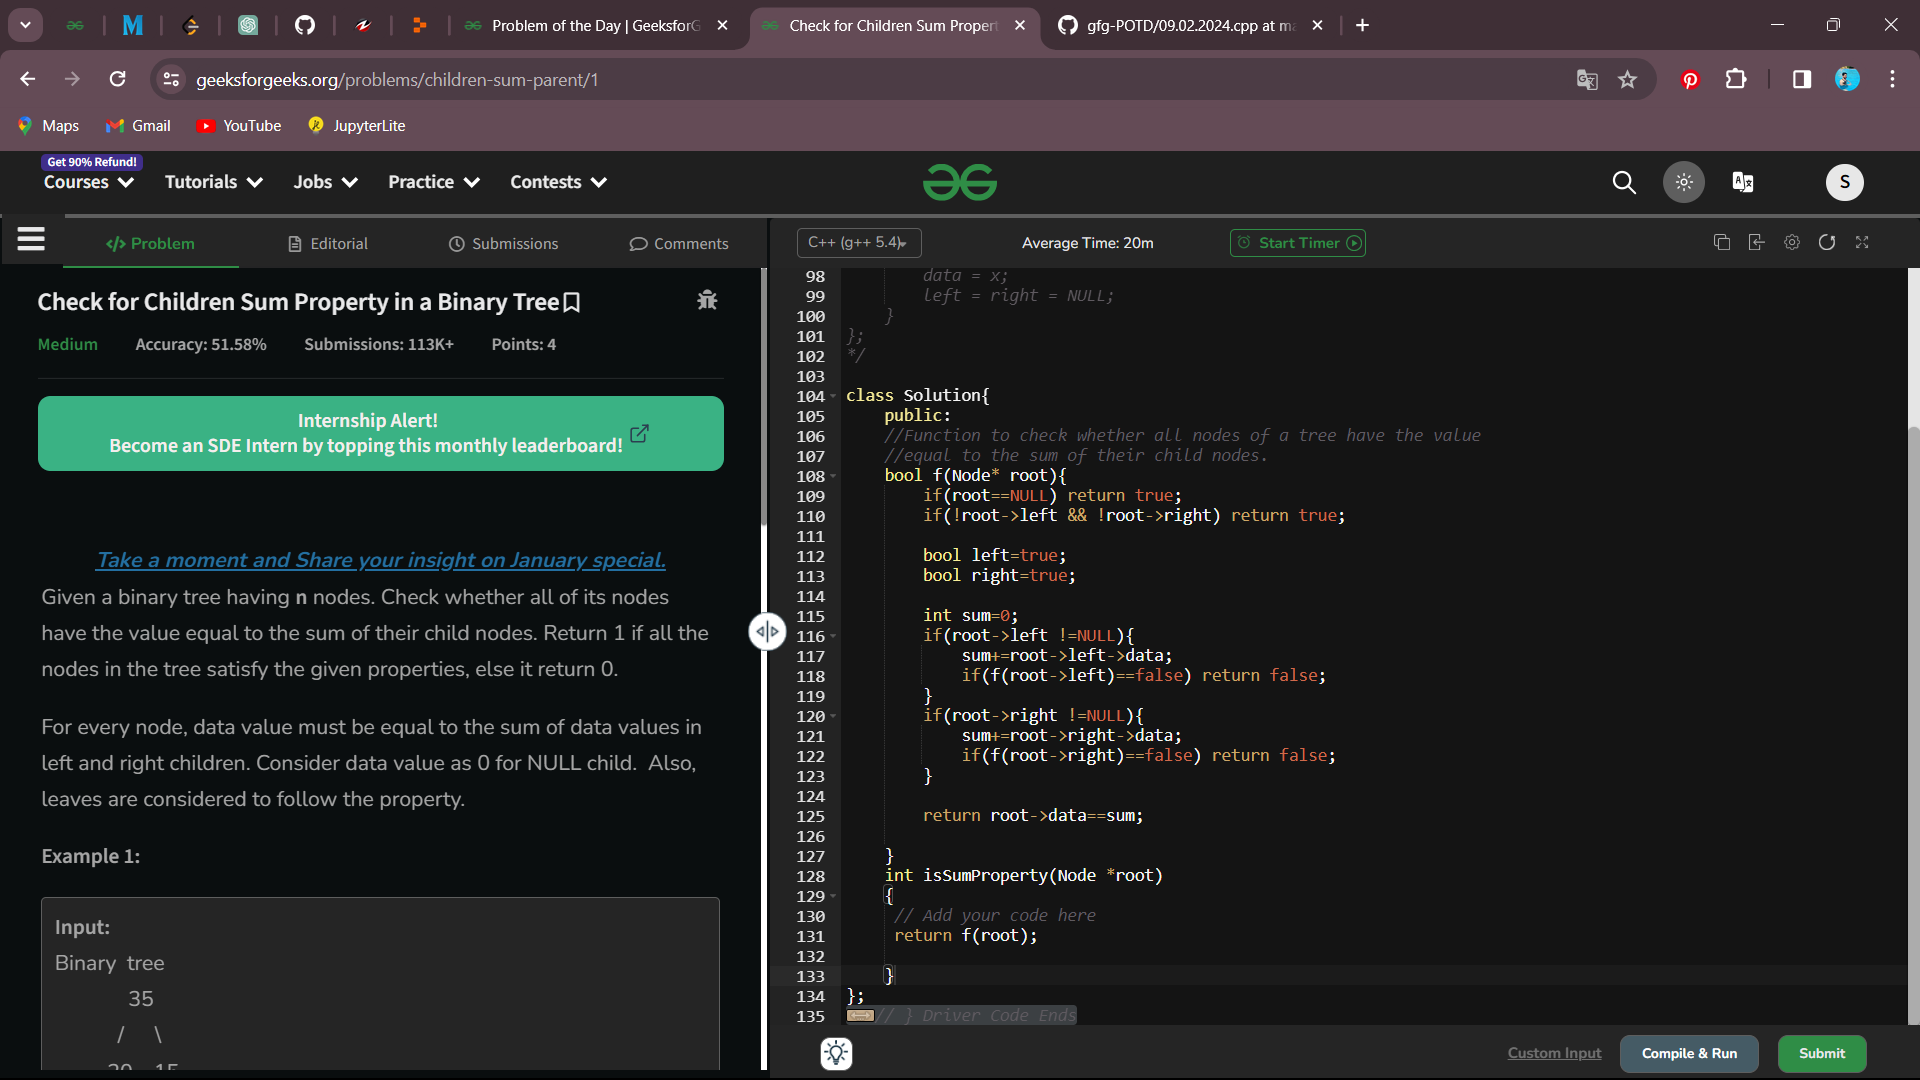 Problem of the Day | GeeksforG
Check for Children Sum Propert
gfg-POTD/09.02.2024.cpp at ma
geeksforgeeks.org/problems/children-sum-parent/1
Maps
Gmail
YouTube
JupyterLite
Get 90% Refund!
Courses
Tutorials
Jobs
Practice
Contests
S
</> Problem
Editorial
Submissions
Comments
C++ (g++ 5.4)
Average Time: 20m
Start Timer
Check for Children Sum Property in a Binary Tree
Medium
Accuracy: 51.58%
Submissions: 113K+
Points: 4
Internship Alert!
Become an SDE Intern by topping this monthly leaderboard!
Take a moment and Share your insight on January special.
Given a binary tree having n nodes. Check whether all of its nodes
have the value equal to the sum of their child nodes. Return 1 if all the
nodes in the tree satisfy the given properties, else it return 0.
For every node, data value must be equal to the sum of data values in
left and right children. Consider data value as 0 for NULL child.  Also,
leaves are considered to follow the property.
Example 1:
Input:
Binary  tree
35
/     \
20    15
98 data = x;
99 left = right = NULL;
100 }
101 };
102 */
103
104 class Solution{
105 public:
106 //Function to check whether all nodes of a tree have the value
107 //equal to the sum of their child nodes.
108 bool f(Node* root){
109 if(root==NULL) return true;
110 if(!root->left && !root->right) return true;
111
112 bool left=true;
113 bool right=true;
114
115 int sum=0;
116 if(root->left !=NULL){
117 sum+=root->left->data;
118 if(f(root->left)==false) return false;
119 }
120 if(root->right !=NULL){
121 sum+=root->right->data;
122 if(f(root->right)==false) return false;
123 }
124
125 return root->data==sum;
126
127 }
128 int isSumProperty(Node *root)
129 {
130 // Add your code here
131 return f(root);
132
133 }
134 };
135 // } Driver Code Ends
Custom Input
Compile & Run
Submit